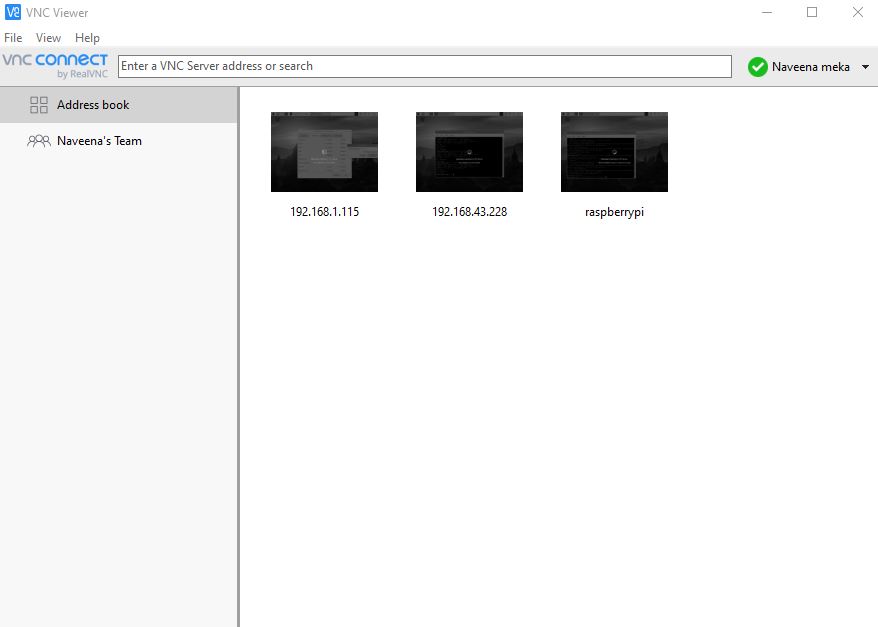 VNC Viewer
File View Help
vnc connect
by RealVNC
Enter a VNC Server address or search
Naveena meka
Address book
Naveena's Team
192.168.1.115
192.168.43.228
raspberrypi